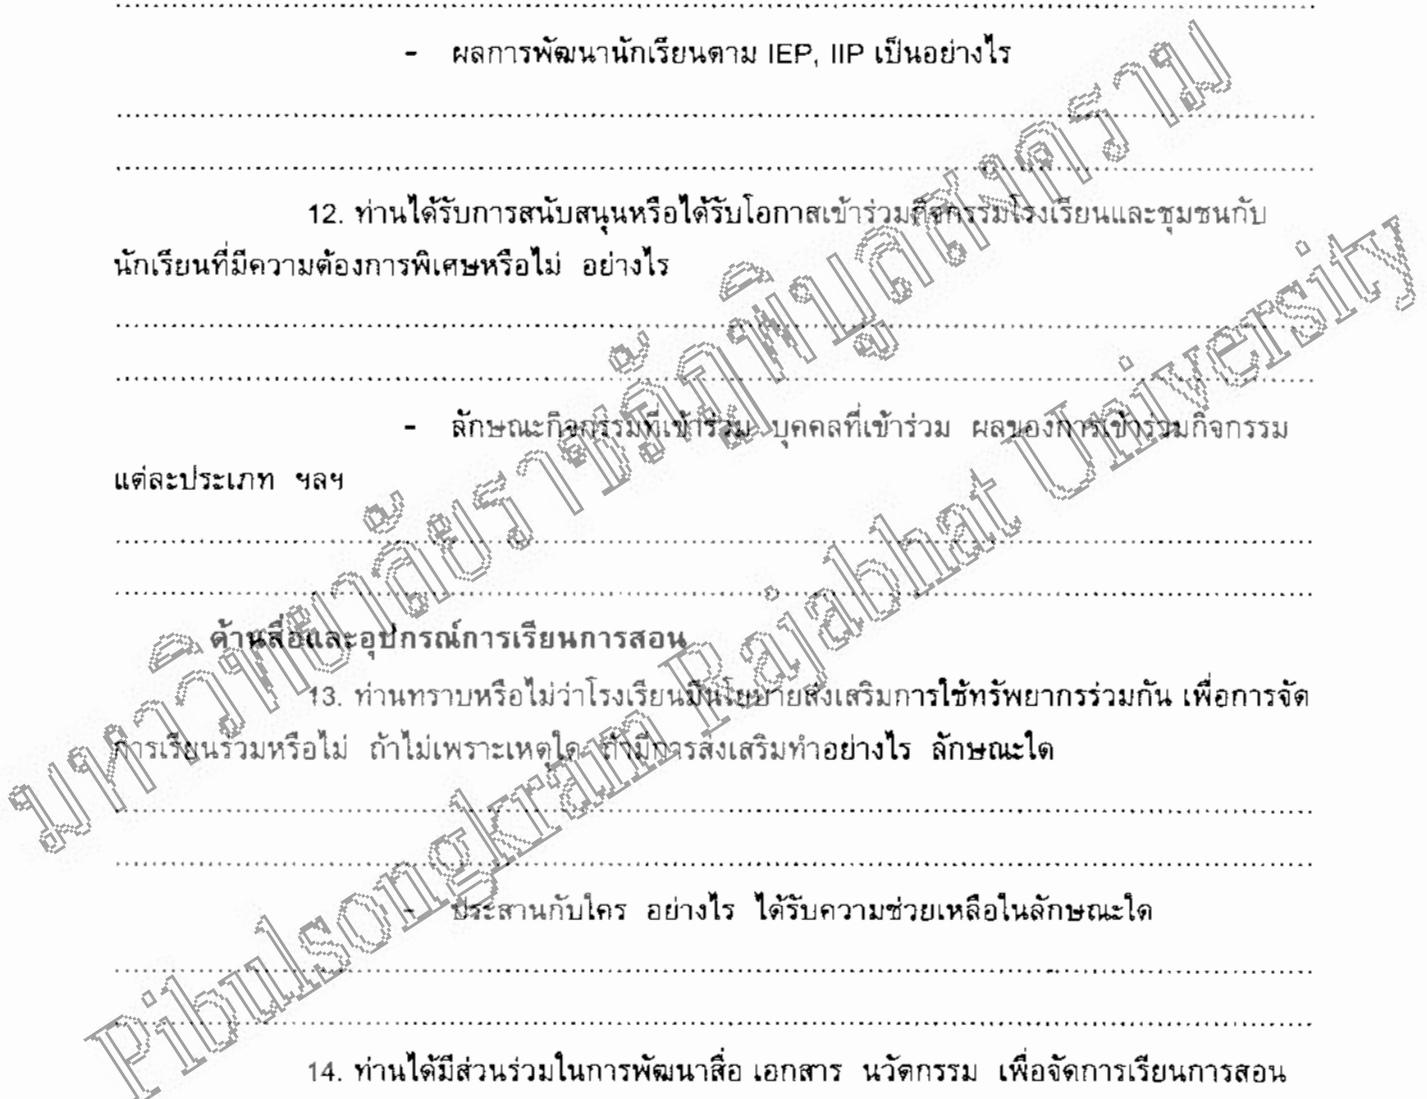 - ผลการพัฒนานักเรียนตาม IEP, IIP เป็นอย่างไร
12. ท่านได้รับการสนับสนุนหรือได้รับโอกาสเข้าร่วมกิจกรรมโรงเรียนและชุมชนกับ
นักเรียนที่มีความต้องการพิเศษหรือไม่ อย่างไร
- ลักษณะกิจกรรมที่เข้าร่วม บุคคลที่เข้าร่วม ผลของการเข้าร่วมกิจกรรม
แต่ละประเภท ฯลฯ
ด้านสื่อและอุปกรณ์การเรียนการสอน
13. ท่านทราบหรือไม่ว่าโรงเรียนมีนโยบายส่งเสริมการใช้ทรัพยากรร่วมกัน เพื่อการจัด
การเรียนร่วมหรือไม่ ถ้าไม่เพราะเหตุใด ถ้ามีการส่งเสริมทำอย่างไร ลักษณะใด
- ประสานกับใคร อย่างไร ได้รับความช่วยเหลือในลักษณะใด
14. ท่านได้มีส่วนร่วมในการพัฒนาสื่อ เอกสาร นวัตกรรม เพื่อจัดการเรียนการสอน
มหาวิทยาลัยราชภัฏพิบูลสงคราม
Pibulsongkram Rajabhat University